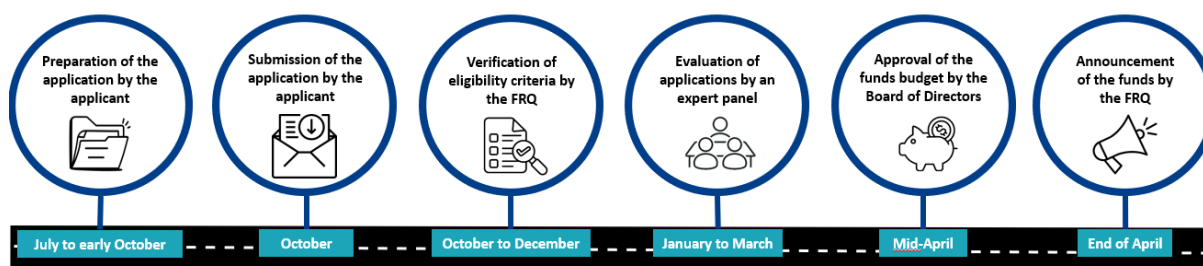 Preparation of the
application by the
applicant
Submission of the
application by the
applicant
Verification of
eligibility criteria by
the FRQ
Evaluation of
applications by an
expert panel
Approval of the
funds budget by the
Board of Directors
Announcement
of the funds by
the FRQ
July to early October
October
October to December
January to March
Mid-April
End of April